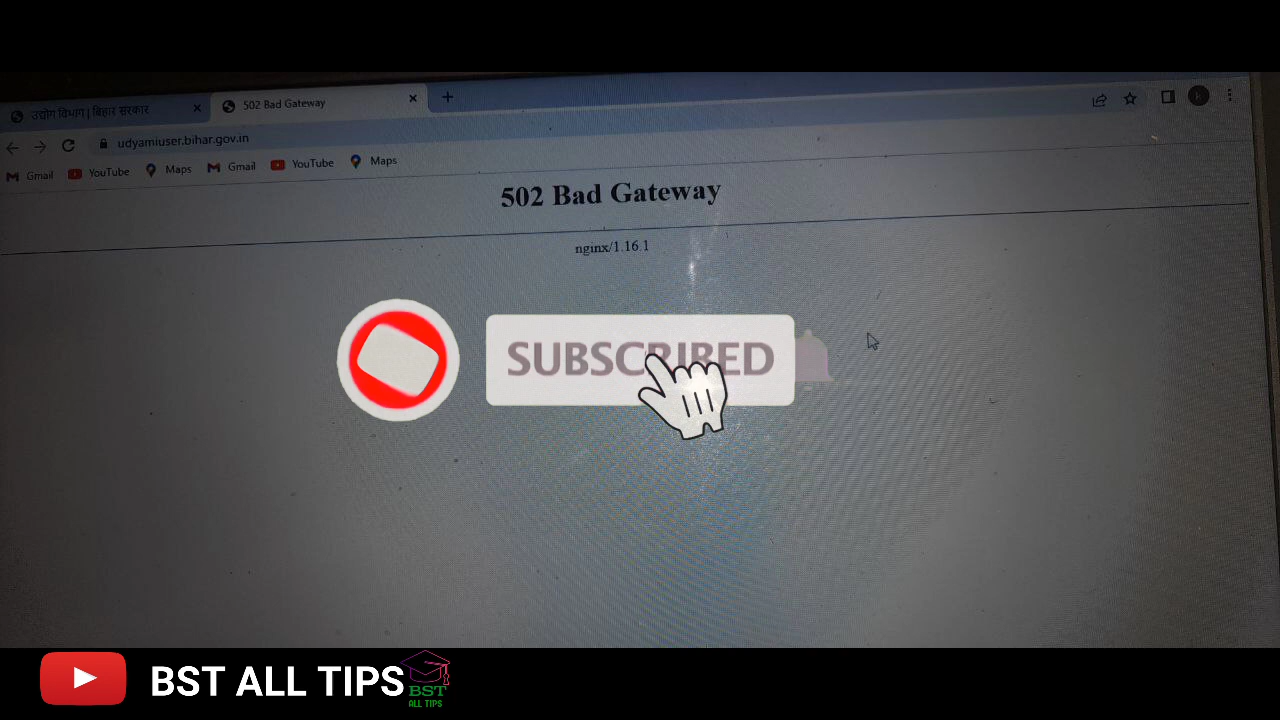 उद्योग विभाग | बिहार सरकार
502 Bad Gateway
udyamiuser.bihar.gov.in
Gmail YouTube Maps Gmail YouTube Maps
502 Bad Gateway
nginx/1.16.1
SUBSCRIBED
BST ALL TIPS
BST
ALL TIPS